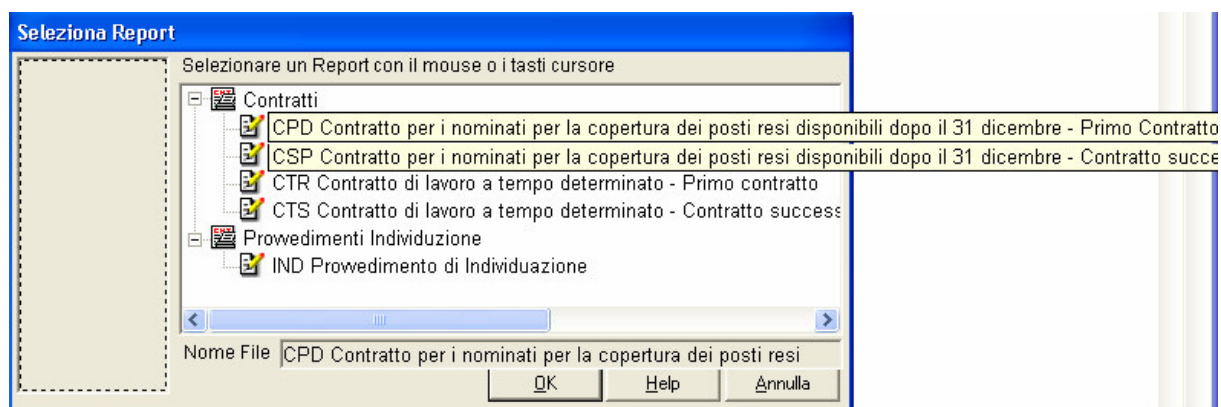 Seleziona Report
Selezionare un Report con il mouse o i tasti cursore
Contratti
CPD Contratto per i nominati per la copertura dei posti resi disponibili dopo il 31 dicembre - Primo Contratto
CSP Contratto per i nominati per la copertura dei posti resi disponibili dopo il 31 dicembre - Contratto succe
CTR Contratto di lavoro a tempo determinato - Primo contratto
CTS Contratto di lavoro a tempo determinato - Contratto success
Provvedimenti Individuzione
IND Provvedimento di Individuazione
Nome File CPD Contratto per i nominati per la copertura dei posti resi
OK Help Annulla